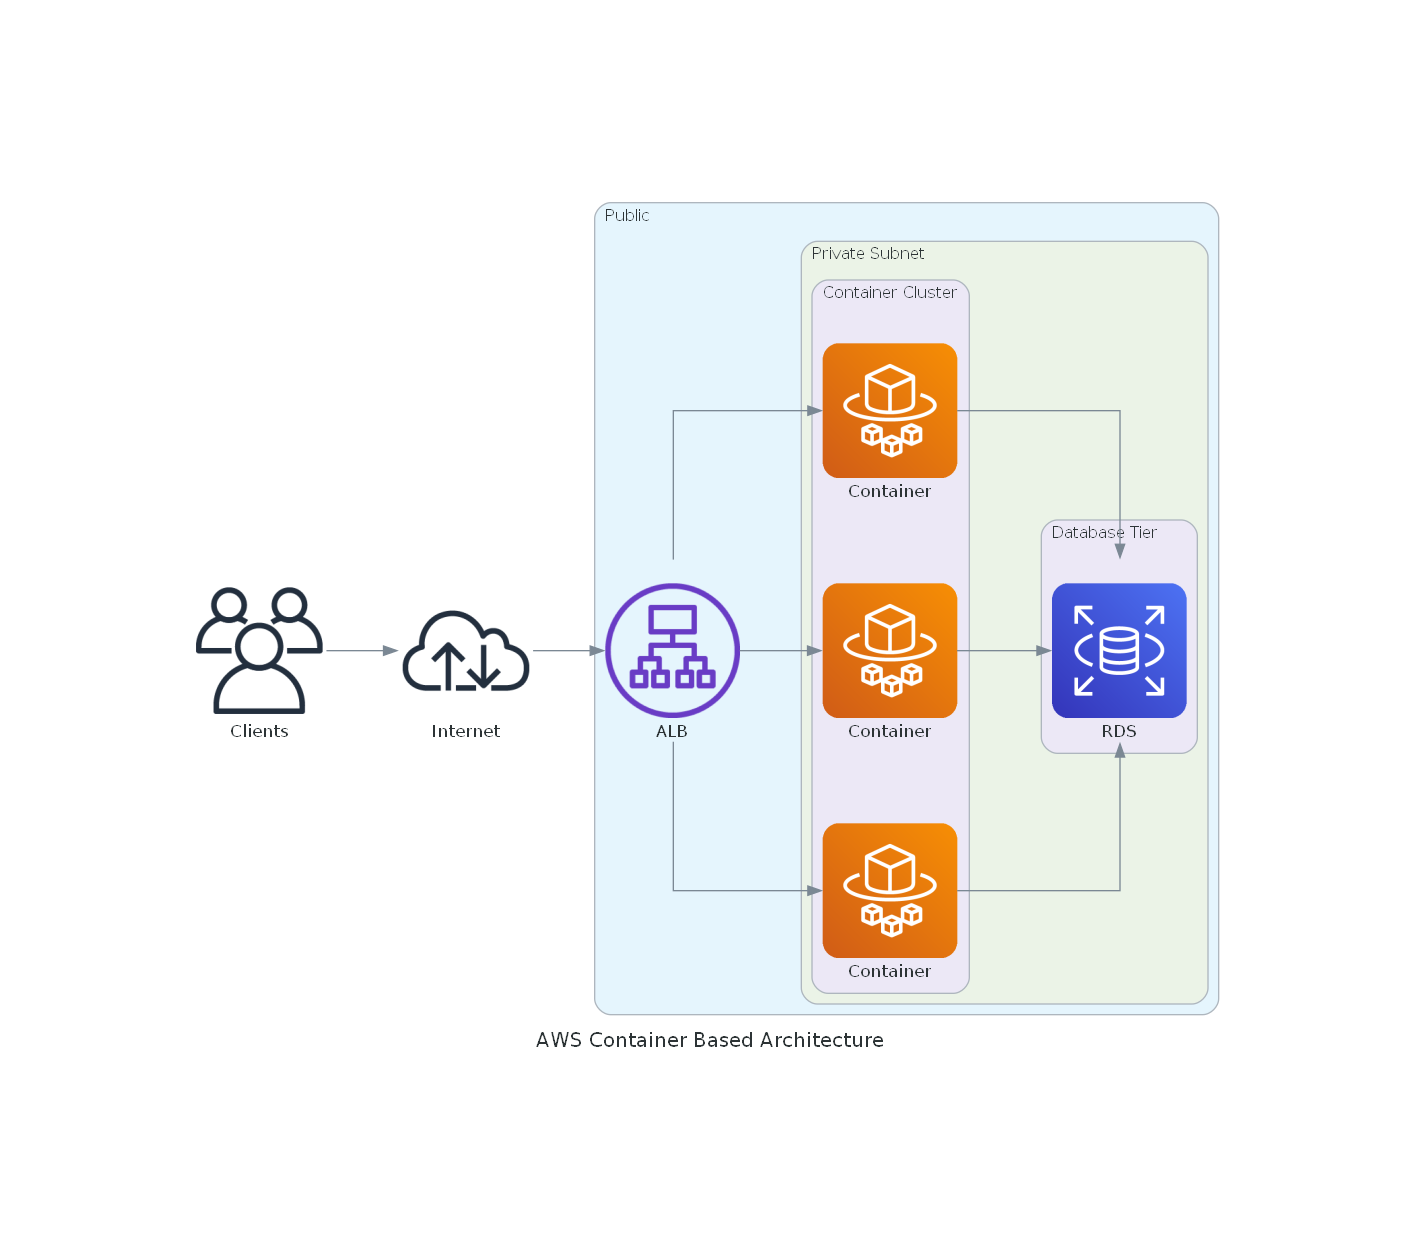 Public
Private Subnet
Container Cluster
Container
Database Tier
Clients
Internet
ALB
Container
RDS
Container
AWS Container Based Architecture